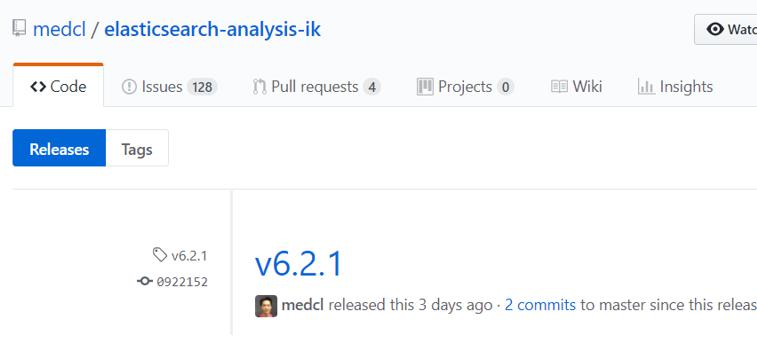 medcl / elasticsearch-analysis-ik
Watc
Code Issues 128 Pull requests 4 Projects 0 Wiki Insights
Releases Tags
v6.2.1
0922152
v6.2.1
medcl released this 3 days ago · 2 commits to master since this releas